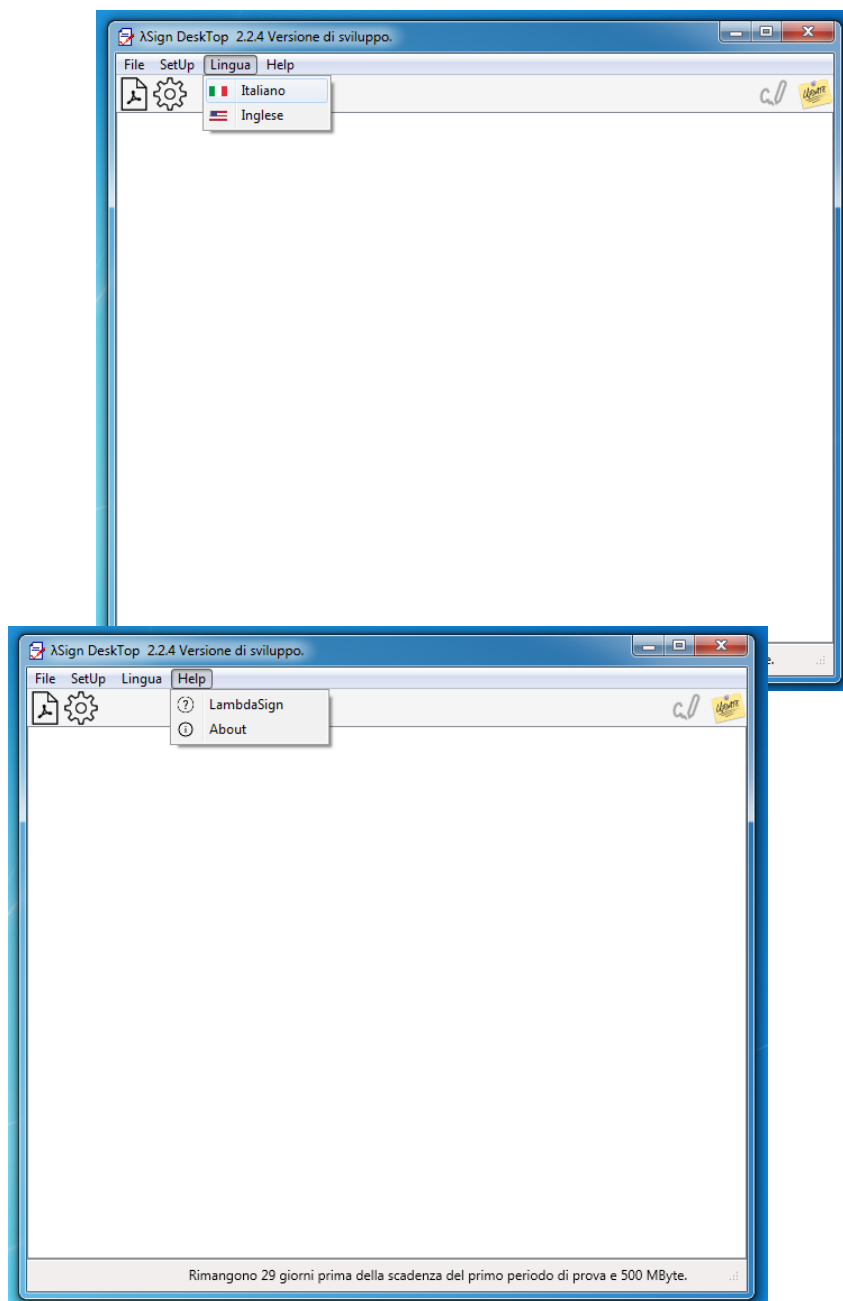 λSign DeskTop 2.2.4 Versione di sviluppo.
File SetUp Lingua Help
Italiano
Inglese
UPDATE
λSign DeskTop 2.2.4 Versione di sviluppo.
File SetUp Lingua Help
LambdaSign
About
UPDATE
Rimangono 29 giorni prima della scadenza del primo periodo di prova e 500 MByte.